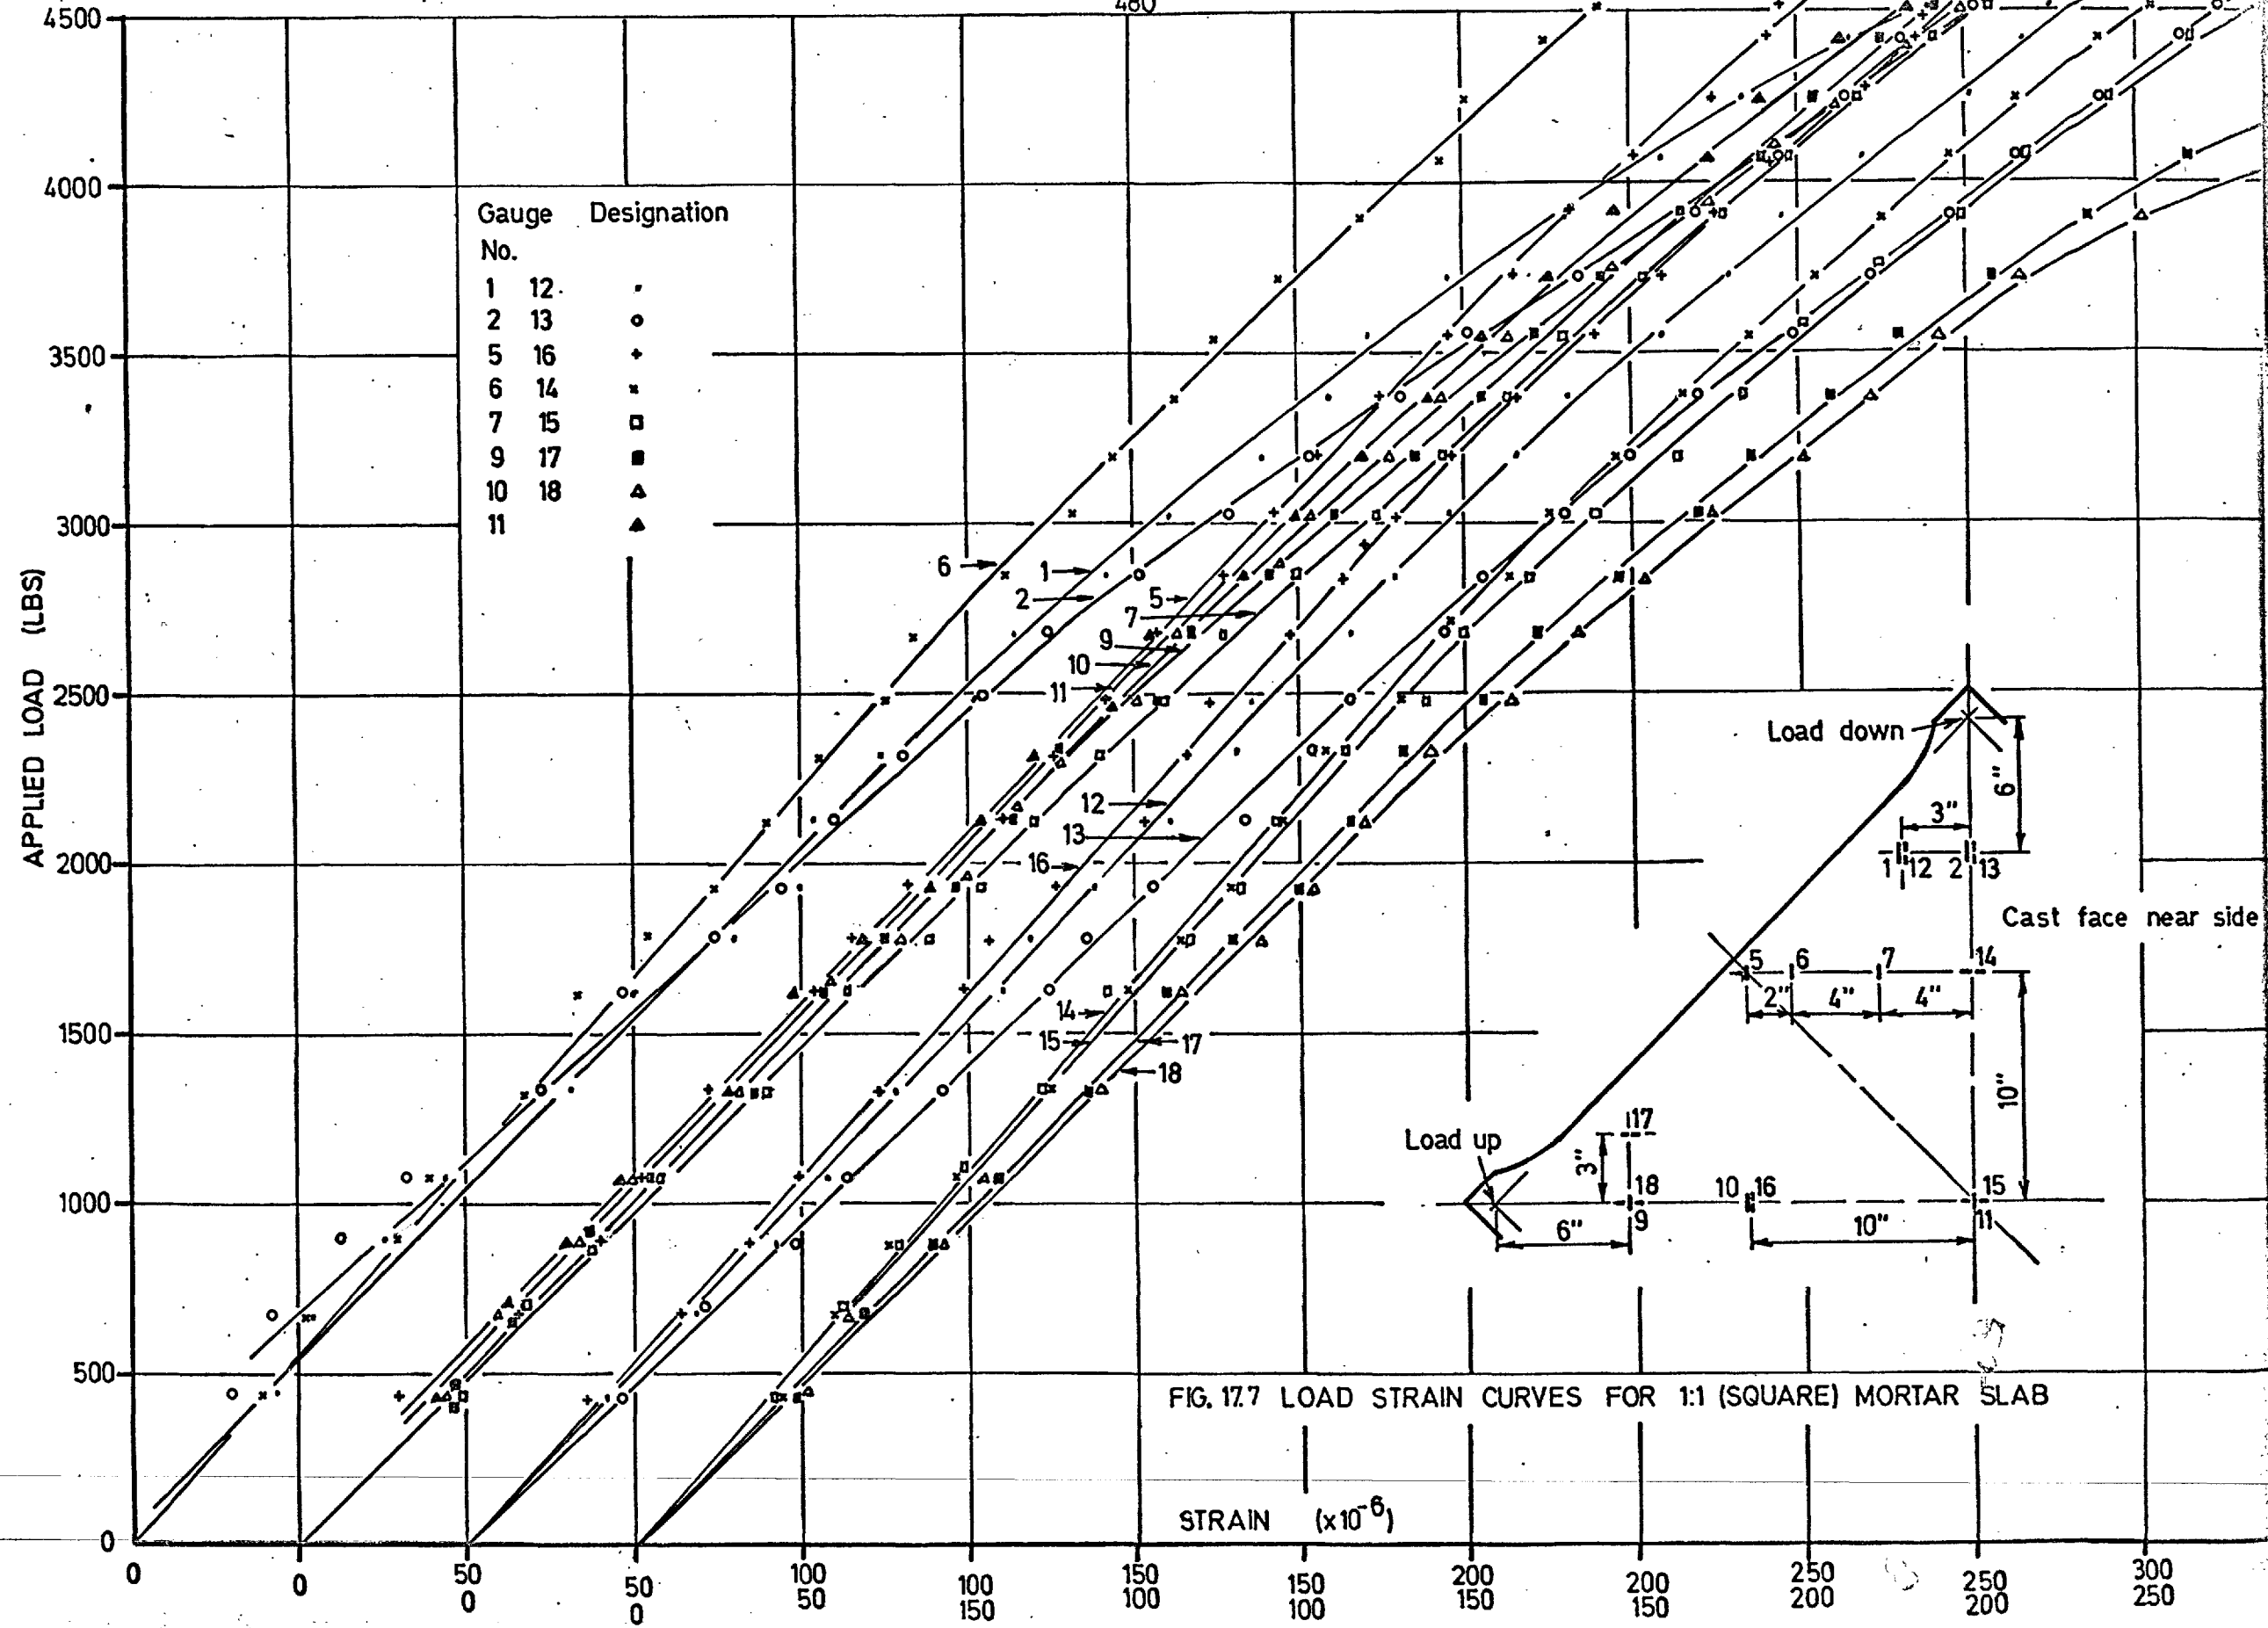 480
4500
4000
3500
3000
2500
2000
1500
1000
500
0
APPLIED LOAD (LBS)
Gauge Designation
No.
1 12
2 13
5 16
6 14
7 15
9 17
10 18
11
6
1
2
5
7
9
10
11
12
13
16
14
15
17
18
Load down
6"
3"
1 12 2 13
Cast face near side
5 6 7 14
2" 4" 4"
10"
Load up
17
3"
18 10 16 15
9 11
6" 10"
FIG. 17.7 LOAD STRAIN CURVES FOR 1:1 (SQUARE) MORTAR SLAB
STRAIN (x10-6)
0 0 50 50 100 100 150 150 200 200 250 250 300
0 0 50 150 100 100 150 150 200 200 250